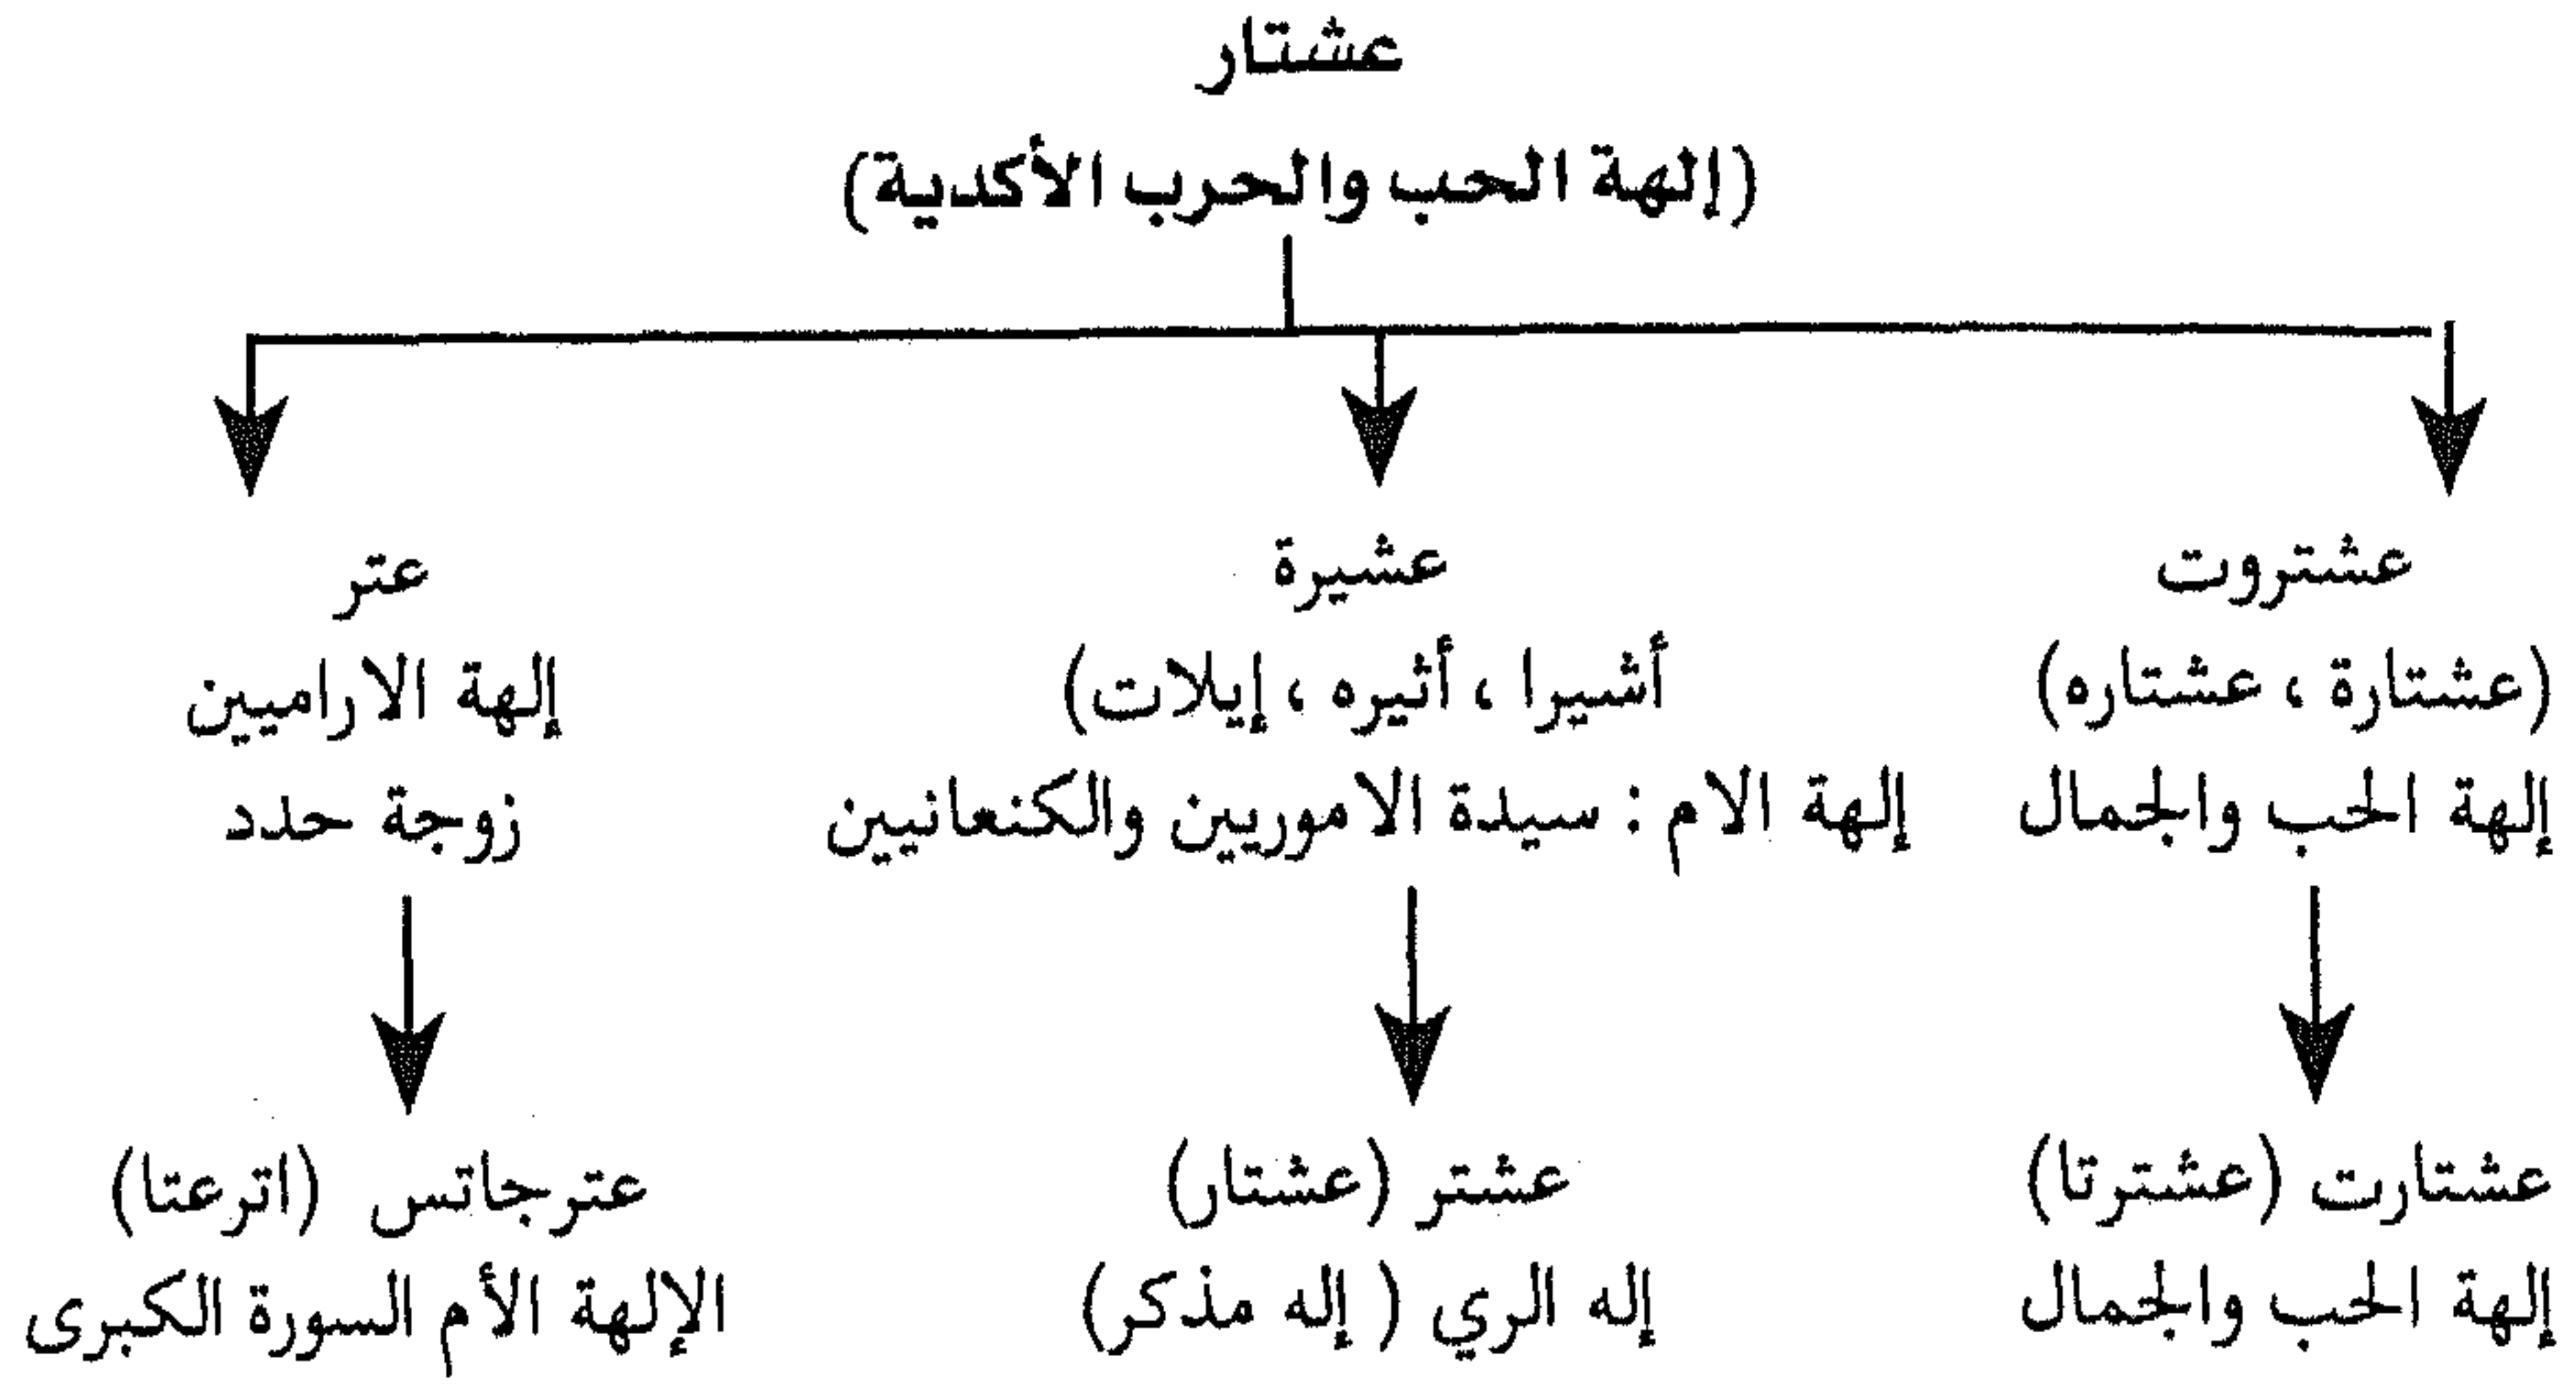 عشتار
(إلهة الحب والحرب الأكدية)
عشتروت
(عشتارة ، عشتاره)
إلهة الحب والجمال
عشيرة
أشيرا ، أثيره ، إيلات)
إلهة الام : سيدة الاموريين والكنعانيين
عتر
إلهة الاراميين
زوجة حدد
عشتارت (عشترتا)
إلهة الحب والجمال
عشتر (عشتار)
إله الري ( إله مذكر)
عترجاتس (اترعتا)
الإلهة الأم السورة الكبرى